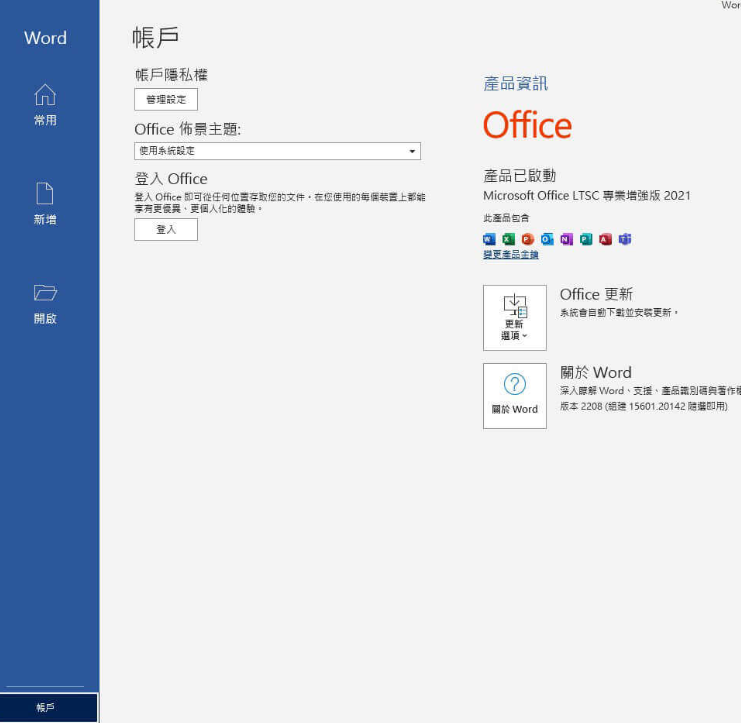 Word
常用
新增
開啟
帳戶
帳戶
帳戶隱私權
管理設定
Office 佈景主題:
使用系統設定
登入 Office
登入 Office 即可從任何位置存取您的文件。在您使用的每個裝置上都能
享有更優異、更個人化的體驗。
登入
產品資訊
Office
產品已啟動
Microsoft Office LTSC 專業增強版 2021
此產品包含
變更產品金鑰
更新
選項
Office 更新
系統會自動下載並安裝更新。
關於 Word
關於 Word
深入瞭解 Word、支援、產品識別碼與著作權
版本 2208 (組建 15601.20142 隨選即用)